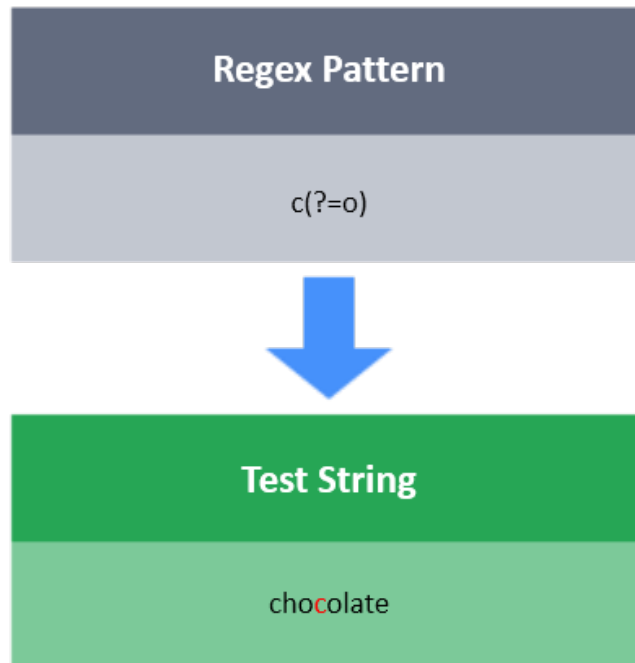 Regex Pattern
c(?=o)
Test String
chocolate